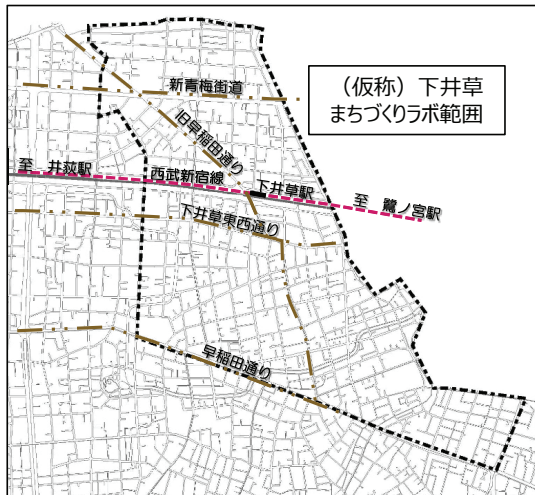 （仮称）下井草
まちづくりラボ範囲
新青梅街道
旧早稲田通り
至　井荻駅
西武新宿線
下井草駅
至　鷺ノ宮駅
下井草東西通り
早稲田通り